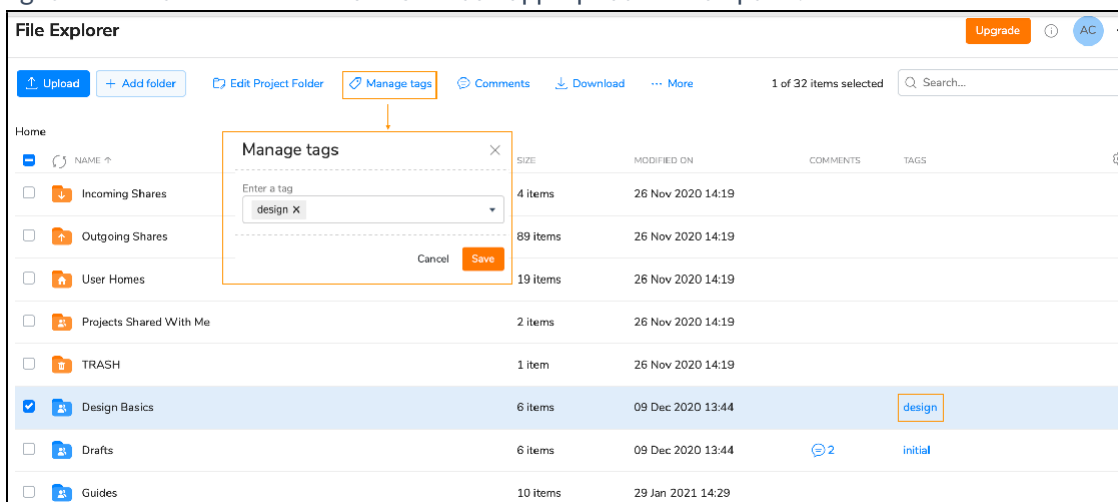 File Explorer
Upgrade
AC
Upload
+ Add folder
Edit Project Folder
Manage tags
Comments
Download
... More
1 of 32 items selected
Search...
Home
NAME ↑
SIZE
MODIFIED ON
COMMENTS
TAGS
Manage tags
Enter a tag
design x
Cancel
Save
Incoming Shares
4 items
26 Nov 2020 14:19
Outgoing Shares
89 items
26 Nov 2020 14:19
User Homes
19 items
26 Nov 2020 14:19
Projects Shared With Me
2 items
26 Nov 2020 14:19
TRASH
1 item
26 Nov 2020 14:19
Design Basics
6 items
09 Dec 2020 13:44
design
Drafts
6 items
09 Dec 2020 13:44
2
initial
Guides
10 items
29 Jan 2021 14:29